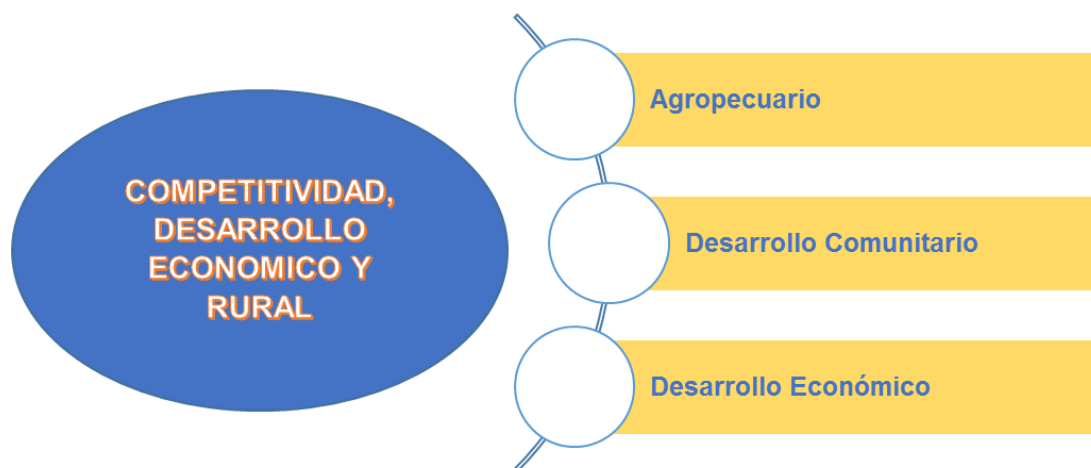 COMPETITIVIDAD,
DESARROLLO
ECONOMICO Y
RURAL
Agropecuario
Desarrollo Comunitario
Desarrollo Económico